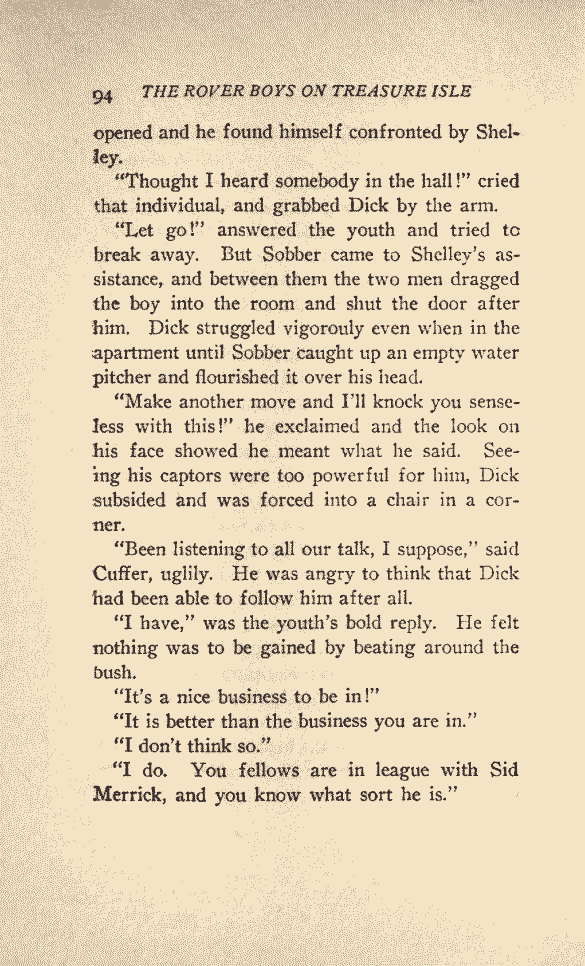 94 THE ROVER BOYS ON TREASURE ISLE
opened and he found himself confronted by Shel-
ley.
“Thought I heard somebody in the hall!” cried
that individual, and grabbed Dick by the arm.
“Let go!” answered the youth and tried to
break away. But Sobber came to Shelley’s as-
sistance, and between them the two men dragged
the boy into the room and shut the door after
him. Dick struggled vigorouly even when in the
apartment until Sobber caught up an empty water
pitcher and flourished it over his head.
“Make another move and I’ll knock you sense-
less with this!” he exclaimed and the look on
his face showed he meant what he said. See-
ing his captors were too powerful for him, Dick
subsided and was forced into a chair in a cor-
ner.
“Been listening to all our talk, I suppose,” said
Cuffer, uglily. He was angry to think that Dick
had been able to follow him after all.
“I have,” was the youth’s bold reply. He felt
nothing was to be gained by beating around the
bush.
“It’s a nice business to be in!”
“It is better than the business you are in.”
“I don’t think so.”
“I do. You fellows are in league with Sid
Merrick, and you know what sort he is.”